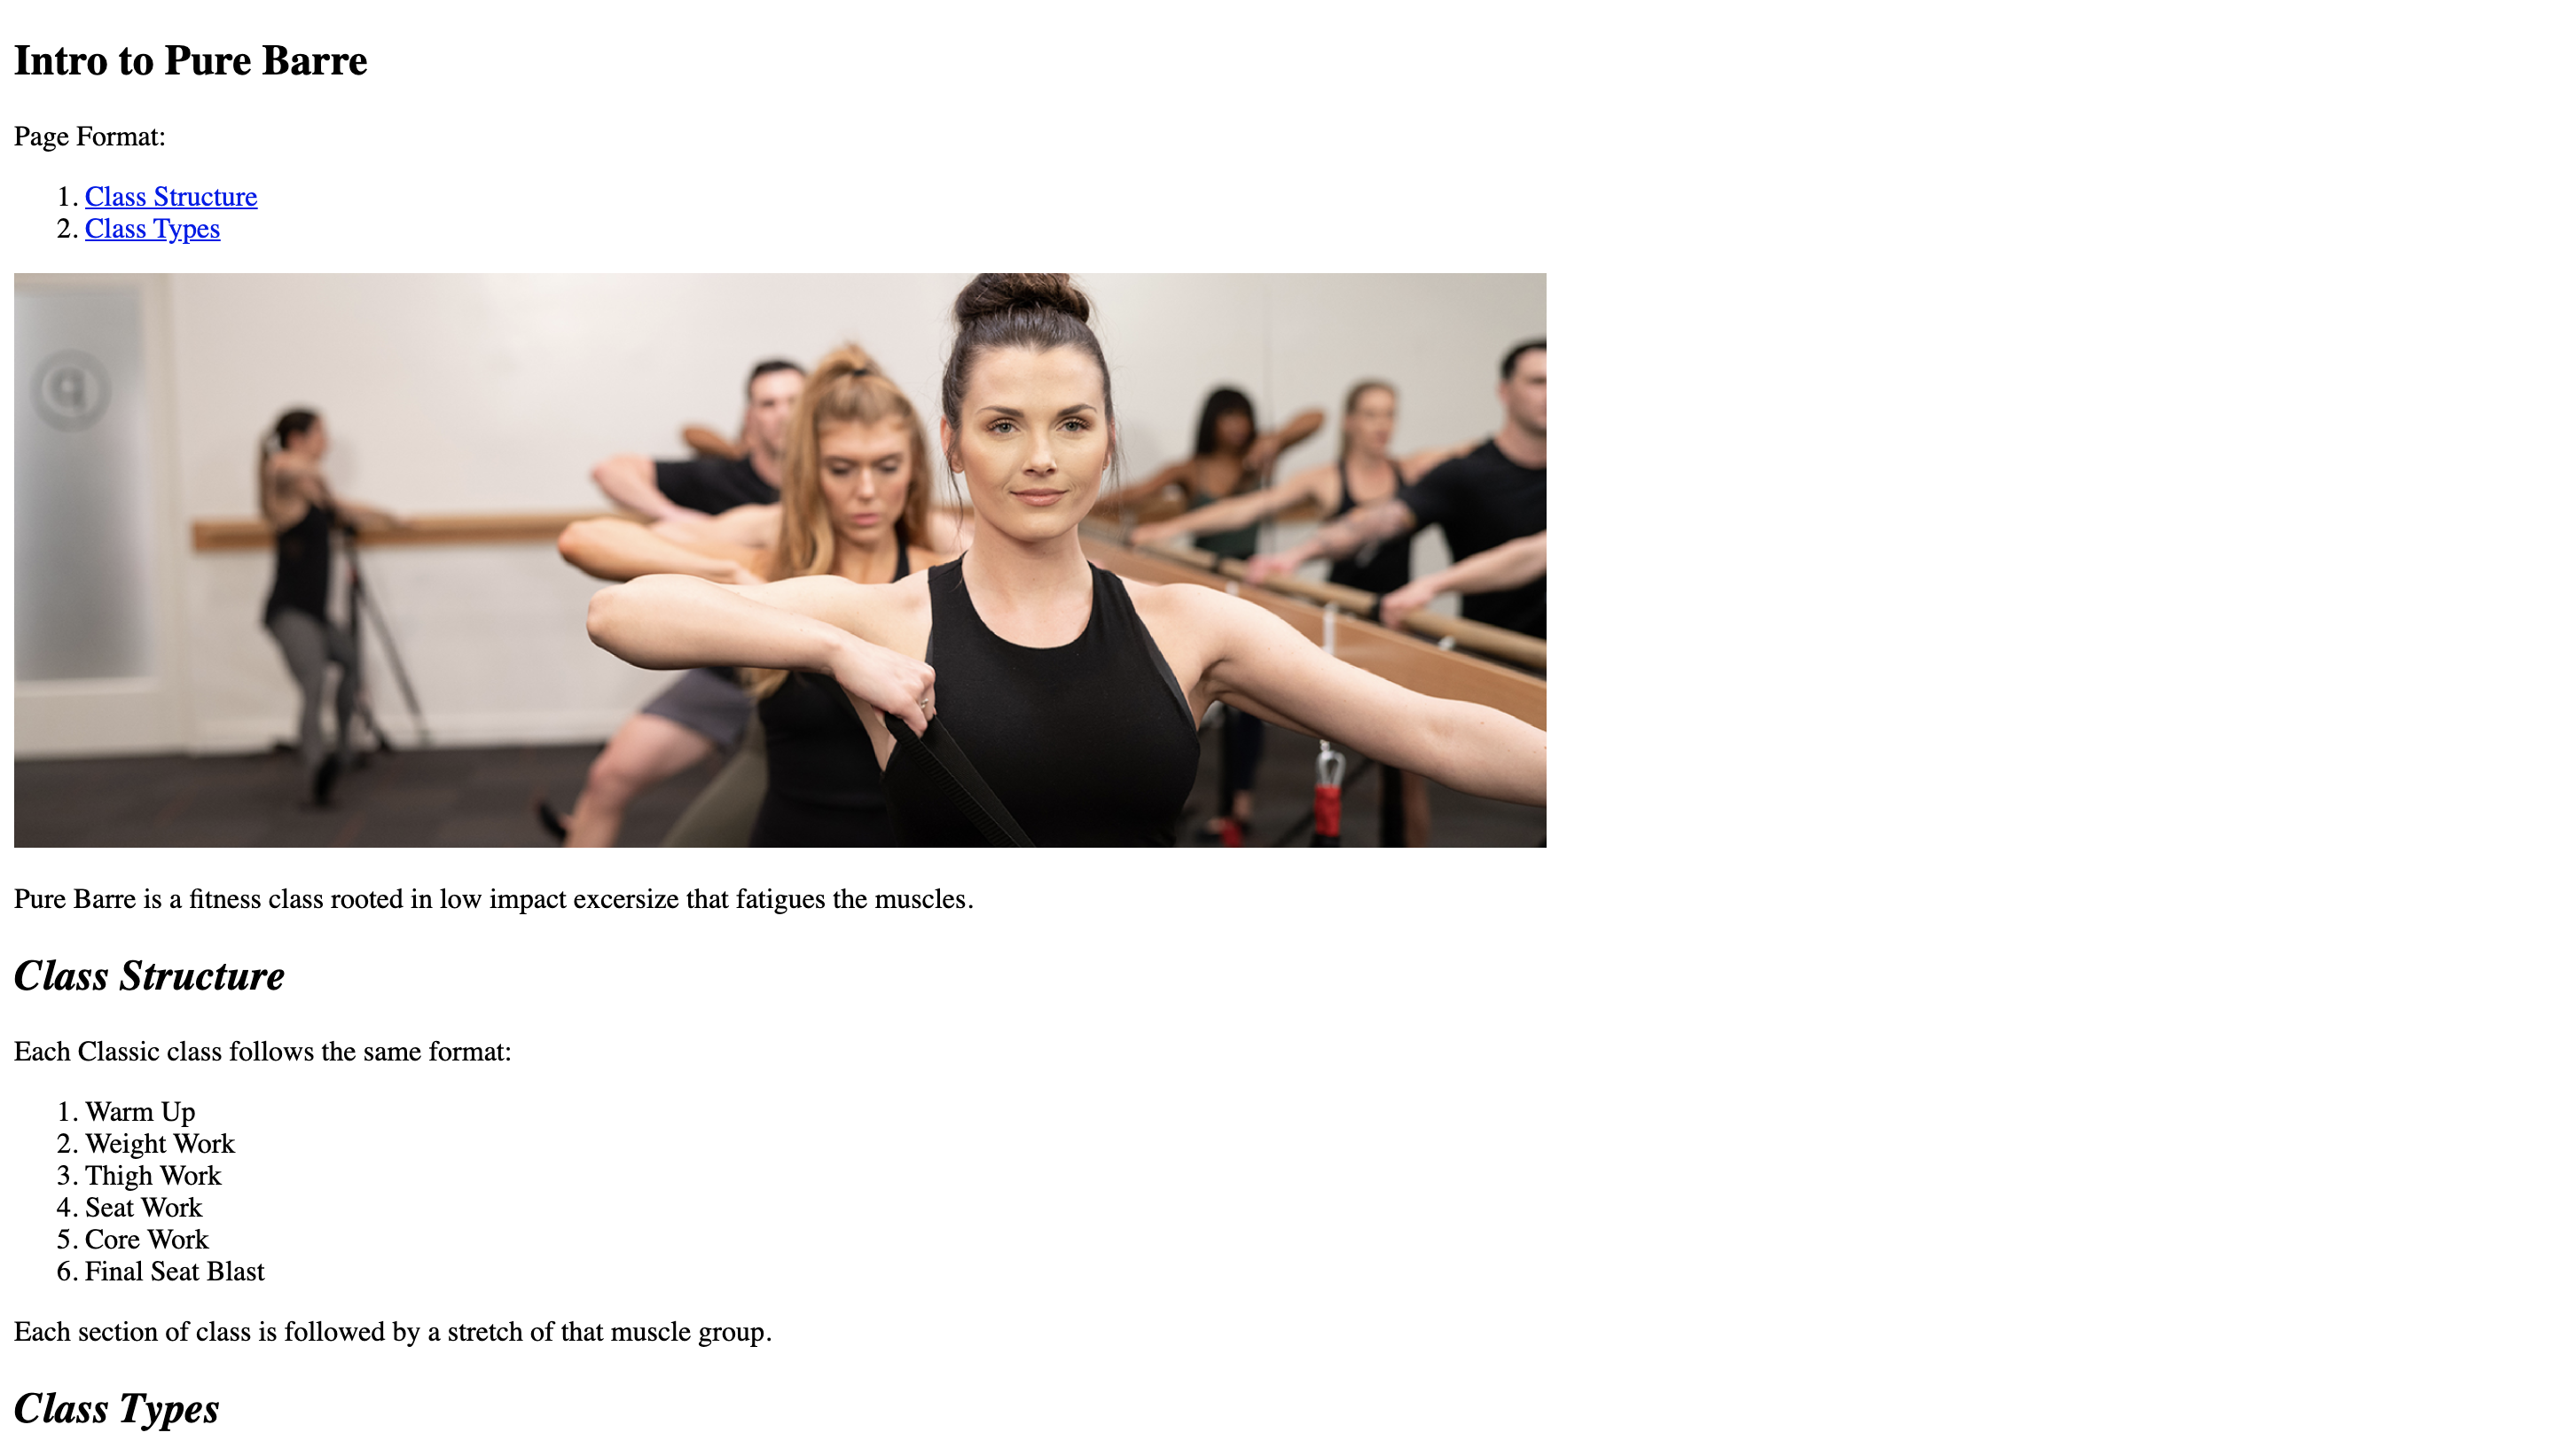 Intro to Pure Barre
Page Format:
1. Class Structure
2. Class Types
Pure Barre is a fitness class rooted in low impact excersize that fatigues the muscles.
Class Structure
Each Classic class follows the same format:
1. Warm Up
2. Weight Work
3. Thigh Work
4. Seat Work
5. Core Work
6. Final Seat Blast
Each section of class is followed by a stretch of that muscle group.
Class Types